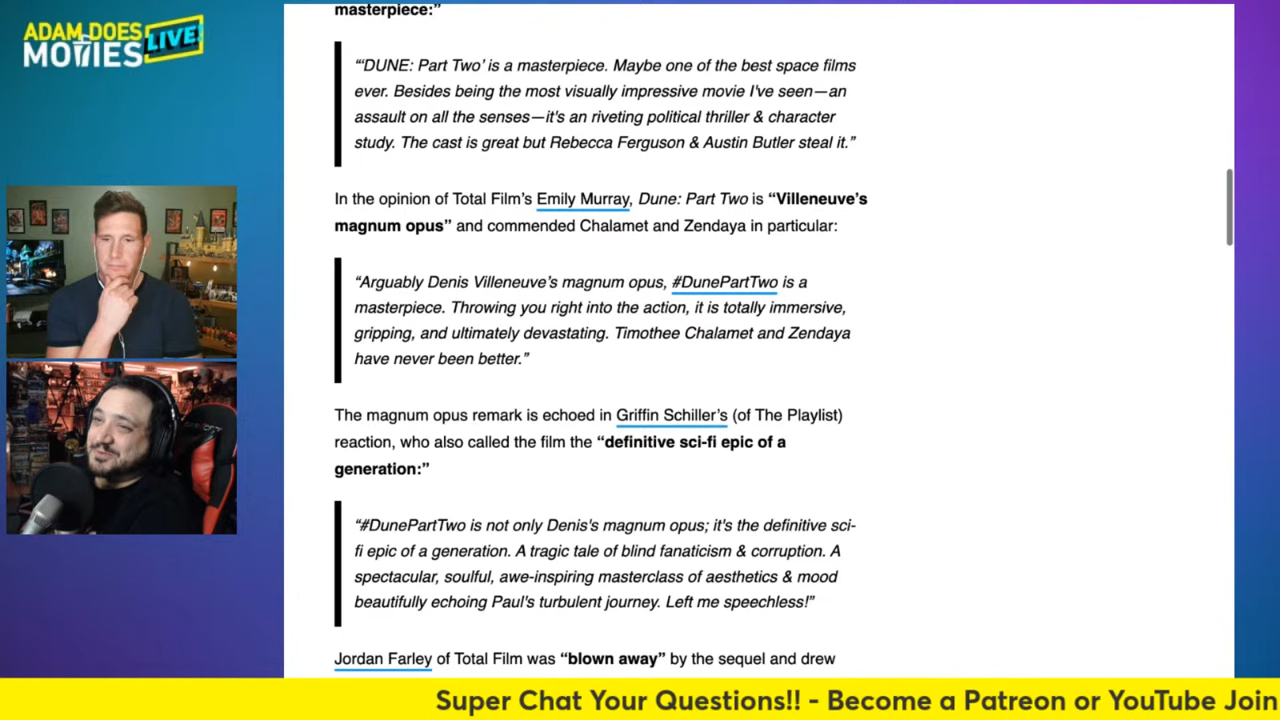 ADAM DOES
MOVIES
LIVE!
masterpiece:”
“‘DUNE: Part Two’ is a masterpiece. Maybe one of the best space films
ever. Besides being the most visually impressive movie I've seen—an
assault on all the senses—it's an riveting political thriller & character
study. The cast is great but Rebecca Ferguson & Austin Butler steal it.”
In the opinion of Total Film’s Emily Murray, Dune: Part Two is “Villeneuve’s
magnum opus” and commended Chalamet and Zendaya in particular:
“Arguably Denis Villeneuve’s magnum opus, #DunePartTwo is a
masterpiece. Throwing you right into the action, it is totally immersive,
gripping, and ultimately devastating. Timothee Chalamet and Zendaya
have never been better.”
The magnum opus remark is echoed in Griffin Schiller’s (of The Playlist)
reaction, who also called the film the “definitive sci-fi epic of a
generation:”
“#DunePartTwo is not only Denis's magnum opus; it's the definitive sci-
fi epic of a generation. A tragic tale of blind fanaticism & corruption. A
spectacular, soulful, awe-inspiring masterclass of aesthetics & mood
beautifully echoing Paul's turbulent journey. Left me speechless!”
Jordan Farley of Total Film was “blown away” by the sequel and drew
Super Chat Your Questions!! - Become a Patreon or YouTube Join